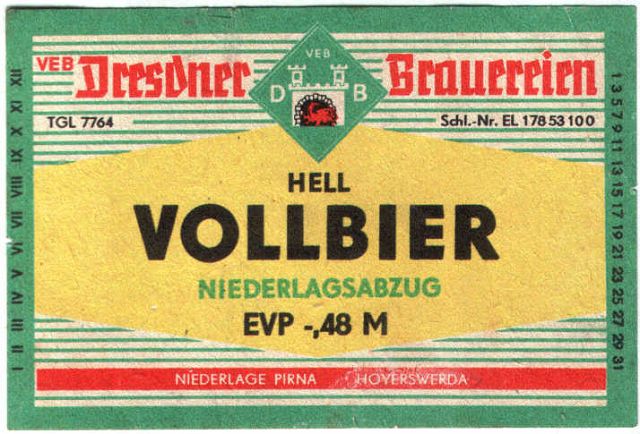 VEB Dresdner Brauereien
VEB
D B
TGL 7764
Schl.-Nr. EL 178 53 100
HELL
VOLLBIER
NIEDERLAGSABZUG
EVP -,48 M
NIEDERLAGE PIRNA HOYERSWERDA
I II III IV V VI VII VIII IX X XI XII
1 3 5 7 9 11 13 15 17 19 21 23 25 27 29 31